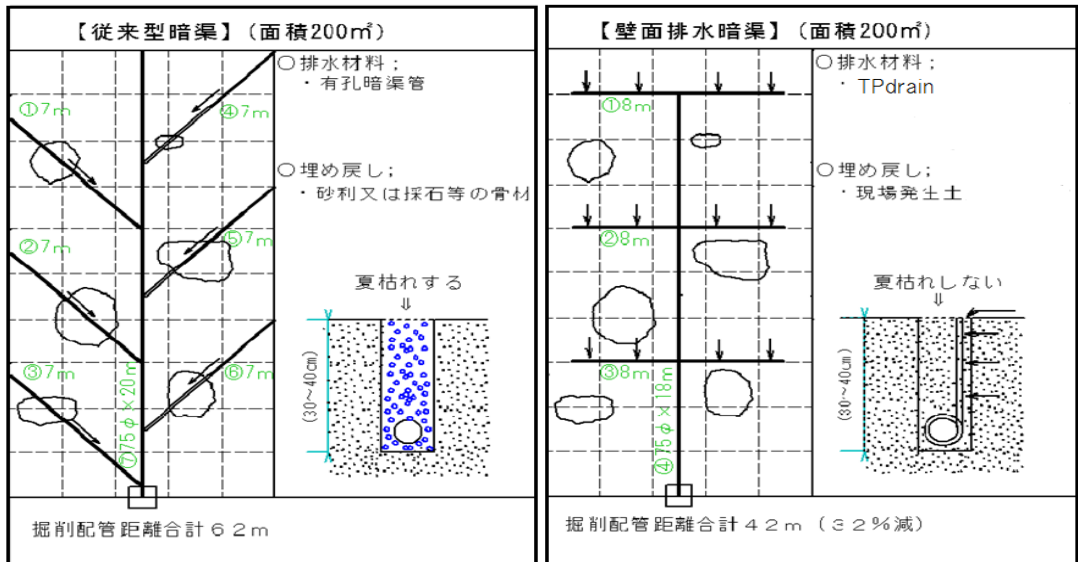 【従来型暗渠】(面積200㎡)
○排水材料；
・有孔暗渠管
①7m
④7m
○埋め戻し；
・砂利又は採石等の骨材
②7m
⑤7m
夏枯れする
⇓
(30～40cm)
③7m
⑥7m
⑦75φ×20m
掘削配管距離合計62m
【壁面排水暗渠】(面積200㎡)
○排水材料；
・TPdrain
①8m
○埋め戻し；
・現場発生土
②8m
夏枯れしない
⇓
(30～40cm)
③8m
④75φ×18m
掘削配管距離合計42m（32%減）